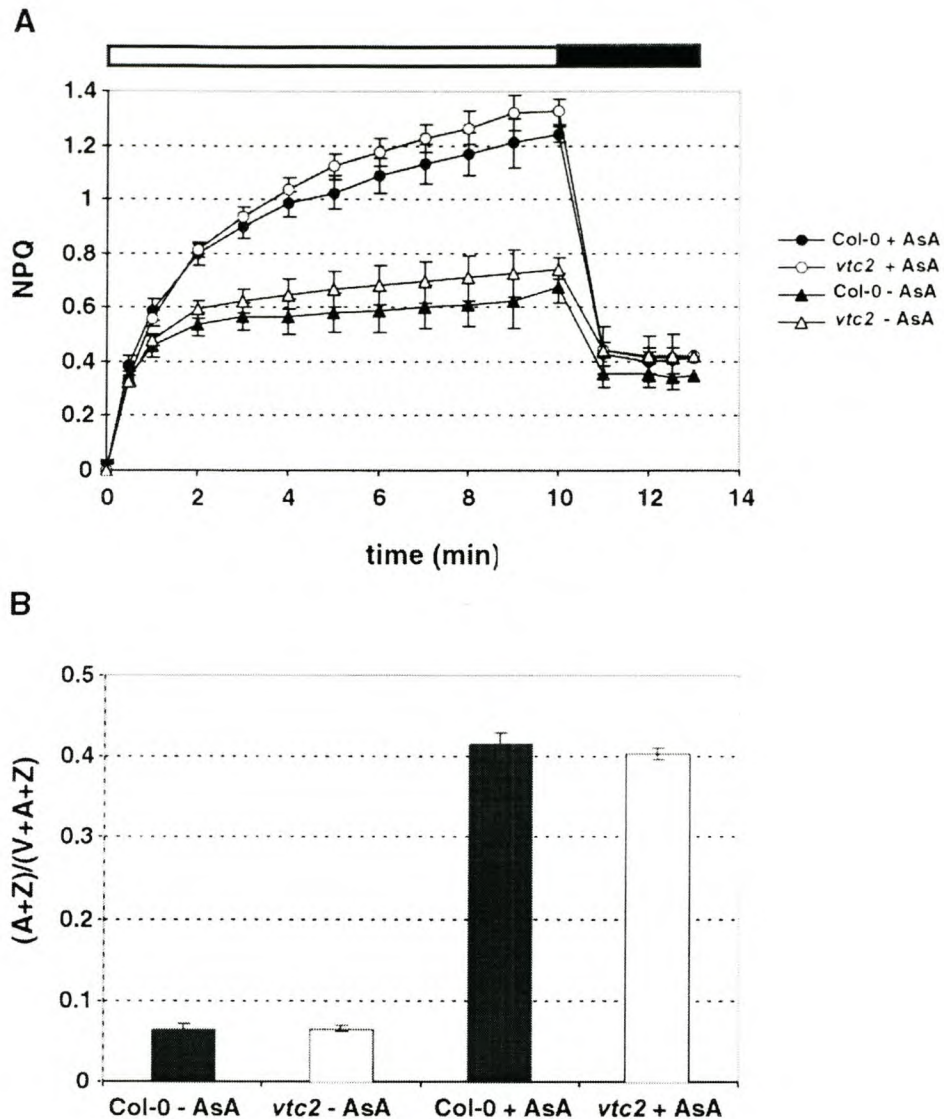 A
1.4
1.2
1
0.8
0.6
0.4
0.2
0
NPQ
0 2 4 6 8 10 12 14
time (min)
Col-0 + AsA
vtc2 + AsA
Col-0 - AsA
vtc2 - AsA
B
0.5
0.4
0.3
0.2
0.1
0
(A+Z)/(V+A+Z)
Col-0 - AsA vtc2 - AsA Col-0 + AsA vtc2 + AsA